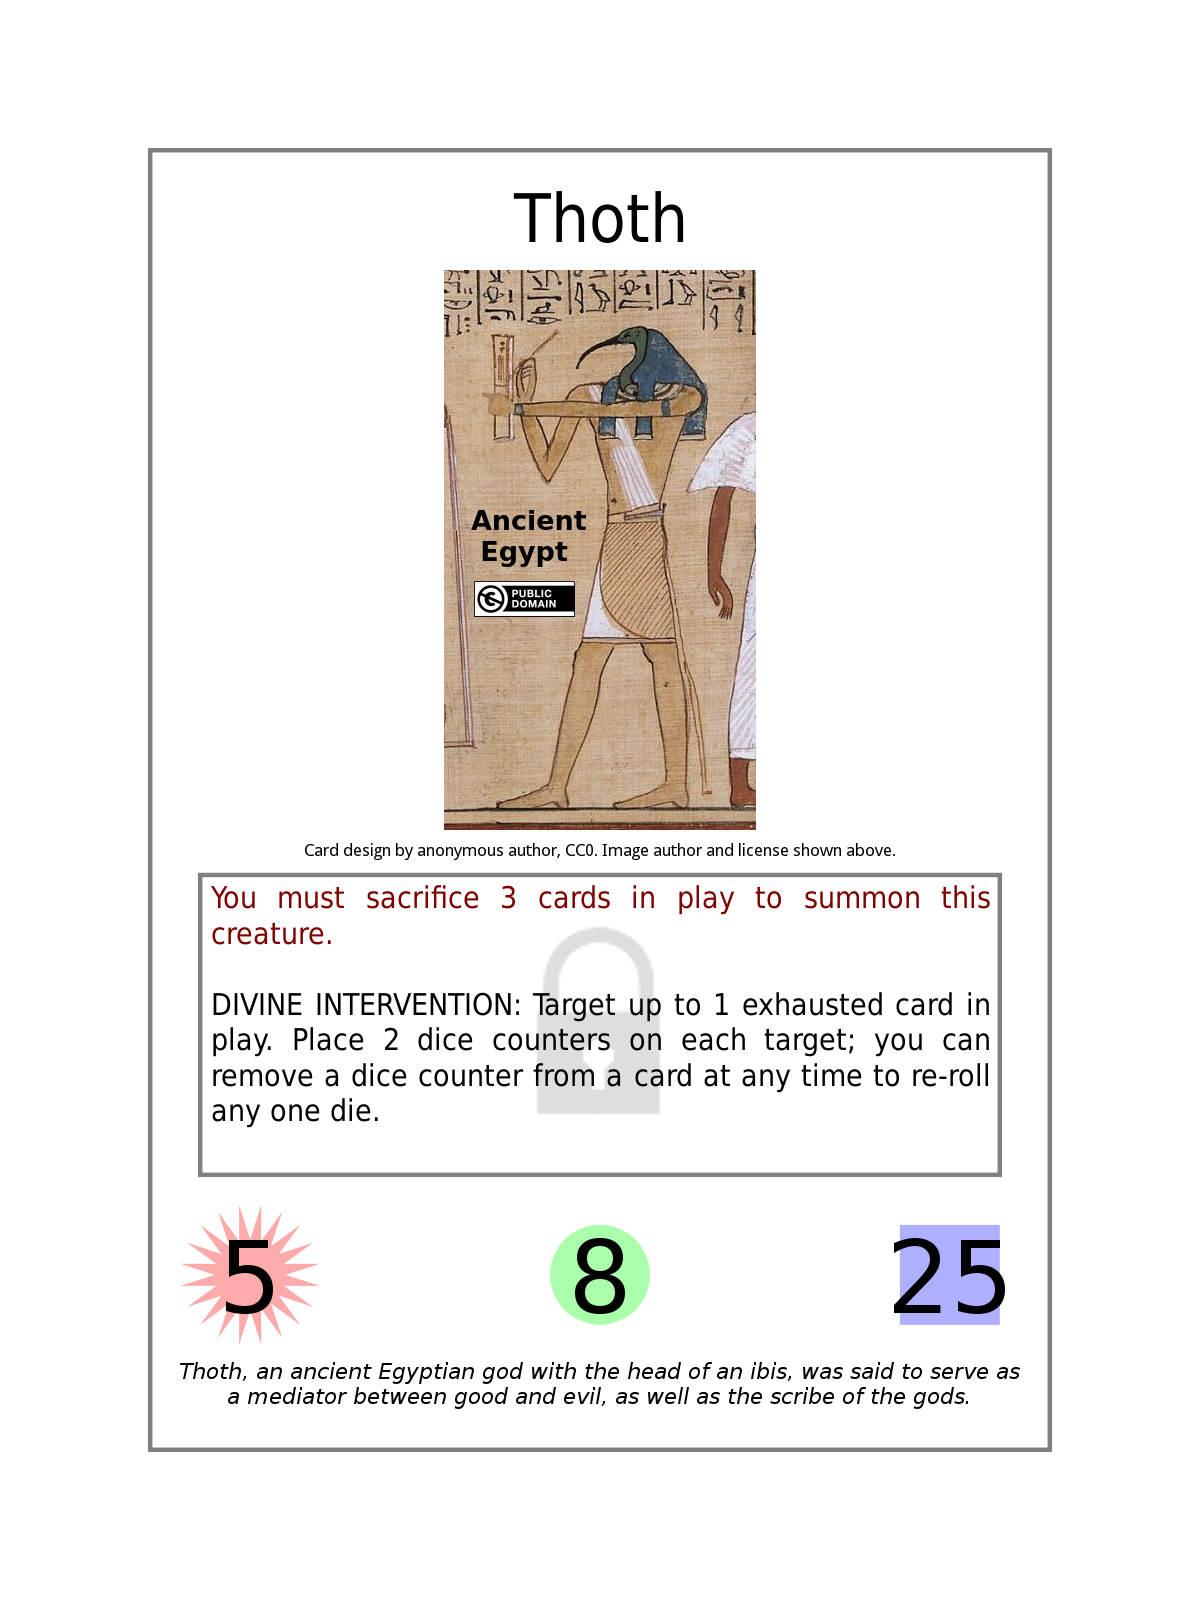 Thoth
Ancient
Egypt
PUBLIC
DOMAIN
Card design by anonymous author, CC0. Image author and license shown above.
You must sacrifice 3 cards in play to summon this
creature.
DIVINE INTERVENTION: Target up to 1 exhausted card in
play. Place 2 dice counters on each target; you can
remove a dice counter from a card at any time to re-roll
any one die.
5 8 25
Thoth, an ancient Egyptian god with the head of an ibis, was said to serve as
a mediator between good and evil, as well as the scribe of the gods.